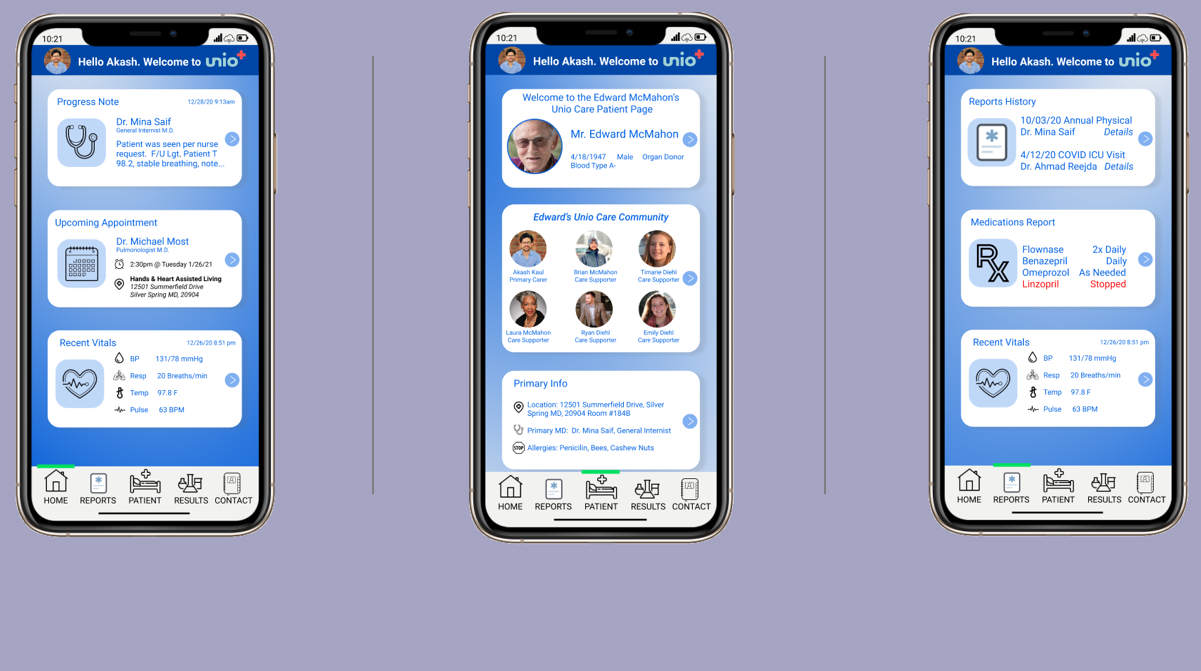 10:21
Hello Akash. Welcome to unio
Progress Note 12/28/20 9:13am
Dr. Mina Saif
General Internist M.D.
Patient was seen per nurse
request. F/U Lgt. Patient T
98.2, stable breathing, note...
Upcoming Appointment
Dr. Michael Most
Pulmonologist M.D.
2:30pm @ Tuesday 1/26/21
Hands & Heart Assisted Living
12501 Summerfield Drive
Silver Spring MD, 20904
Recent Vitals 12/26/20 8:51 pm
BP 131/78 mmHg
Resp 20 Breaths/min
Temp 97.8 F
Pulse 63 BPM
HOME REPORTS PATIENT RESULTS CONTACT
10:21
Hello Akash. Welcome to unio
Welcome to the Edward McMahon's
Unio Care Patient Page
Mr. Edward McMahon
4/18/1947 Male Organ Donor
Blood Type A-
Edward's Unio Care Community
Akash Kaul Brian McMahon Timarie Diehl
Primary Carer Care Supporter Care Supporter
Laura McMahon Ryan Diehl Emily Diehl
Care Supporter Care Supporter Care Supporter
Primary Info
Location: 12501 Summerfield Drive, Silver
Spring MD, 20904 Room #184B
Primary MD: Dr. Mina Saif, General Internist
STOP Allergies: Penicilin, Bees, Cashew Nuts
HOME REPORTS PATIENT RESULTS CONTACT
10:21
Hello Akash. Welcome to unio
Reports History
10/03/20 Annual Physical
Dr. Mina Saif Details
4/12/20 COVID ICU Visit
Dr. Ahmad Reejda Details
Medications Report
Rx
Flownase 2x Daily
Benazepril Daily
Omeprozol As Needed
Linzopril Stopped
Recent Vitals 12/26/20 8:51 pm
BP 131/78 mmHg
Resp 20 Breaths/min
Temp 97.8 F
Pulse 63 BPM
HOME REPORTS PATIENT RESULTS CONTACT